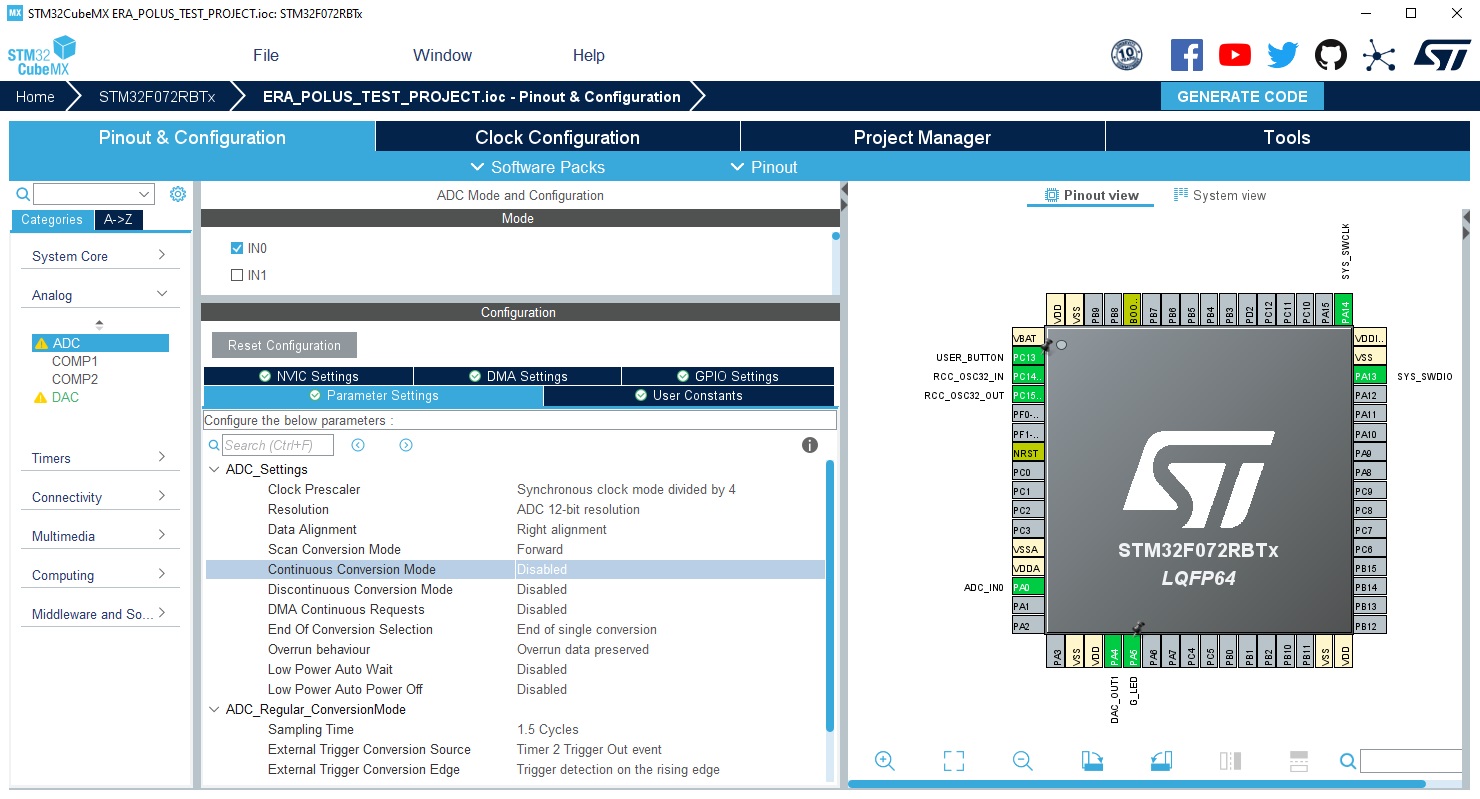 MX STM32CubeMX ERA_POLUS_TEST_PROJECT.ioc: STM32F072RBTx
STM32 CubeMX
File Window Help
10
ST
Home STM32F072RBTx ERA_POLUS_TEST_PROJECT.ioc - Pinout & Configuration GENERATE CODE
Pinout & Configuration Clock Configuration Project Manager Tools
Software Packs Pinout
Categories A->Z
System Core
Analog
ADC
COMP1
COMP2
DAC
Timers
Connectivity
Multimedia
Computing
Middleware and So...
ADC Mode and Configuration
Mode
IN0
IN1
Configuration
Reset Configuration
NVIC Settings DMA Settings GPIO Settings
Parameter Settings User Constants
Configure the below parameters :
Search (Ctrl+F)
ADC_Settings
Clock Prescaler Synchronous clock mode divided by 4
Resolution ADC 12-bit resolution
Data Alignment Right alignment
Scan Conversion Mode Forward
Continuous Conversion Mode Disabled
Discontinuous Conversion Mode Disabled
DMA Continuous Requests Disabled
End Of Conversion Selection End of single conversion
Overrun behaviour Overrun data preserved
Low Power Auto Wait Disabled
Low Power Auto Power Off Disabled
ADC_Regular_ConversionMode
Sampling Time 1.5 Cycles
External Trigger Conversion Source Timer 2 Trigger Out event
External Trigger Conversion Edge Trigger detection on the rising edge
Pinout view System view
SYS_SWCLK
VDD VSS PB9 PB8 BOO.. PB7 PB6 PB5 PB4 PB3 PD2 PC12 PC11 PC10 PA15 PA14
VBAT VDDI..
USER_BUTTON PC13 VSS
RCC_OSC32_IN PC14.. PA13 SYS_SWDIO
RCC_OSC32_OUT PC15.. PA12
PF0-.. PA11
PF1-.. PA10
NRST PA9
PC0 PA8
PC1 PC9
PC2 PC8
PC3 PC7
VSSA PC6
VDDA PB15
ADC_IN0 PA0 PB14
PA1 PB13
PA2 PB12
ST
STM32F072RBTx
LQFP64
PA3 VSS VDD PA4 PA5 PA6 PA7 PC4 PC5 PB0 PB1 PB2 PB10 PB11 VSS VDD
DAC_OUT1 G_LED